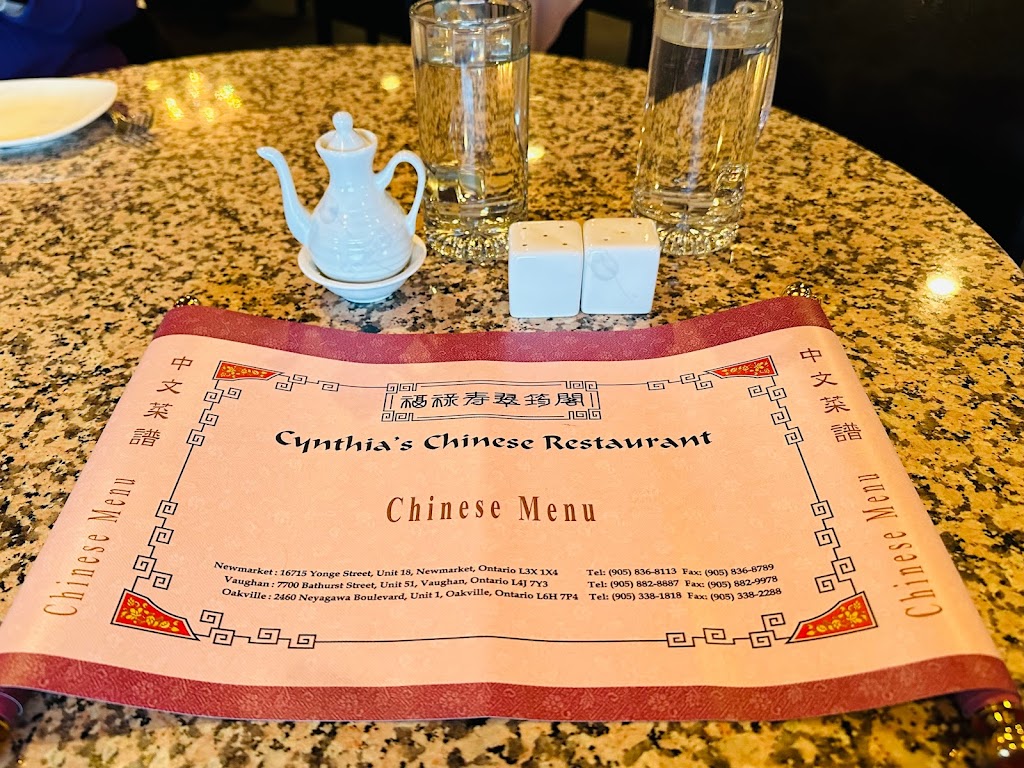 福祿壽翠珍閣
Cynthia's Chinese Restaurant
Chinese Menu
Newmarket : 16715 Yonge Street, Unit 18, Newmarket, Ontario L3X 1X4 Tel: (905) 836-8113 Fax: (905) 836-8789
Vaughan : 7700 Bathurst Street, Unit 51, Vaughan, Ontario L4J 7Y3 Tel: (905) 882-8887 Fax: (905) 882-9978
Oakville : 2460 Neyagawa Boulevard, Unit 1, Oakville, Ontario L6H 7P4 Tel: (905) 338-1818 Fax: (905) 338-2288
中文菜譜
Chinese Menu
中文菜譜
Chinese Menu